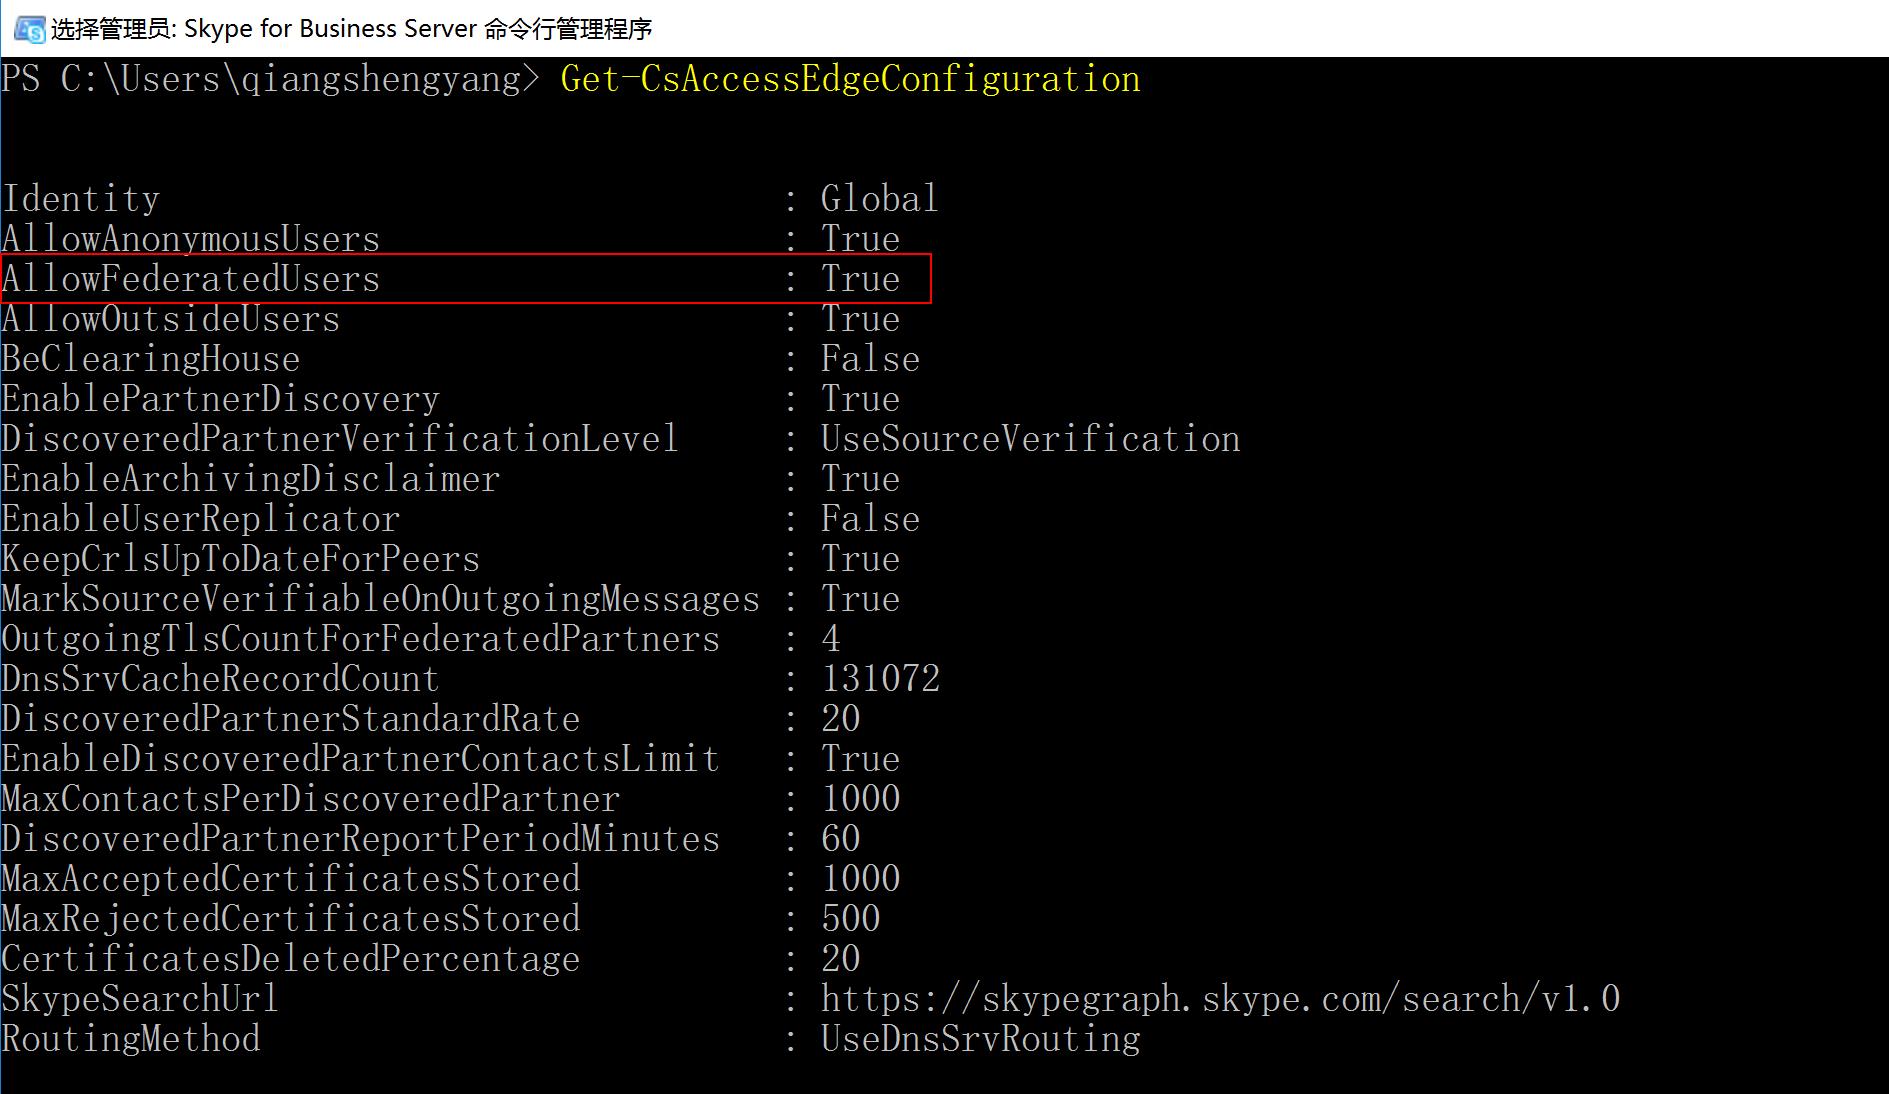 选择管理员: Skype for Business Server 命令行管理程序
PS C:\Users\qiangshengyang> Get-CsAccessEdgeConfiguration
Identity : Global
AllowAnonymousUsers : True
AllowFederatedUsers : True
AllowOutsideUsers : True
BeClearingHouse : False
EnablePartnerDiscovery : True
DiscoveredPartnerVerificationLevel : UseSourceVerification
EnableArchivingDisclaimer : True
EnableUserReplicator : False
KeepCrlsUpToDateForPeers : True
MarkSourceVerifiableOnOutgoingMessages : True
OutgoingTlsCountForFederatedPartners : 4
DnsSrvCacheRecordCount : 131072
DiscoveredPartnerStandardRate : 20
EnableDiscoveredPartnerContactsLimit : True
MaxContactsPerDiscoveredPartner : 1000
DiscoveredPartnerReportPeriodMinutes : 60
MaxAcceptedCertificatesStored : 1000
MaxRejectedCertificatesStored : 500
CertificatesDeletedPercentage : 20
SkypeSearchUrl : https://skypegraph.skype.com/search/v1.0
RoutingMethod : UseDnsSrvRouting